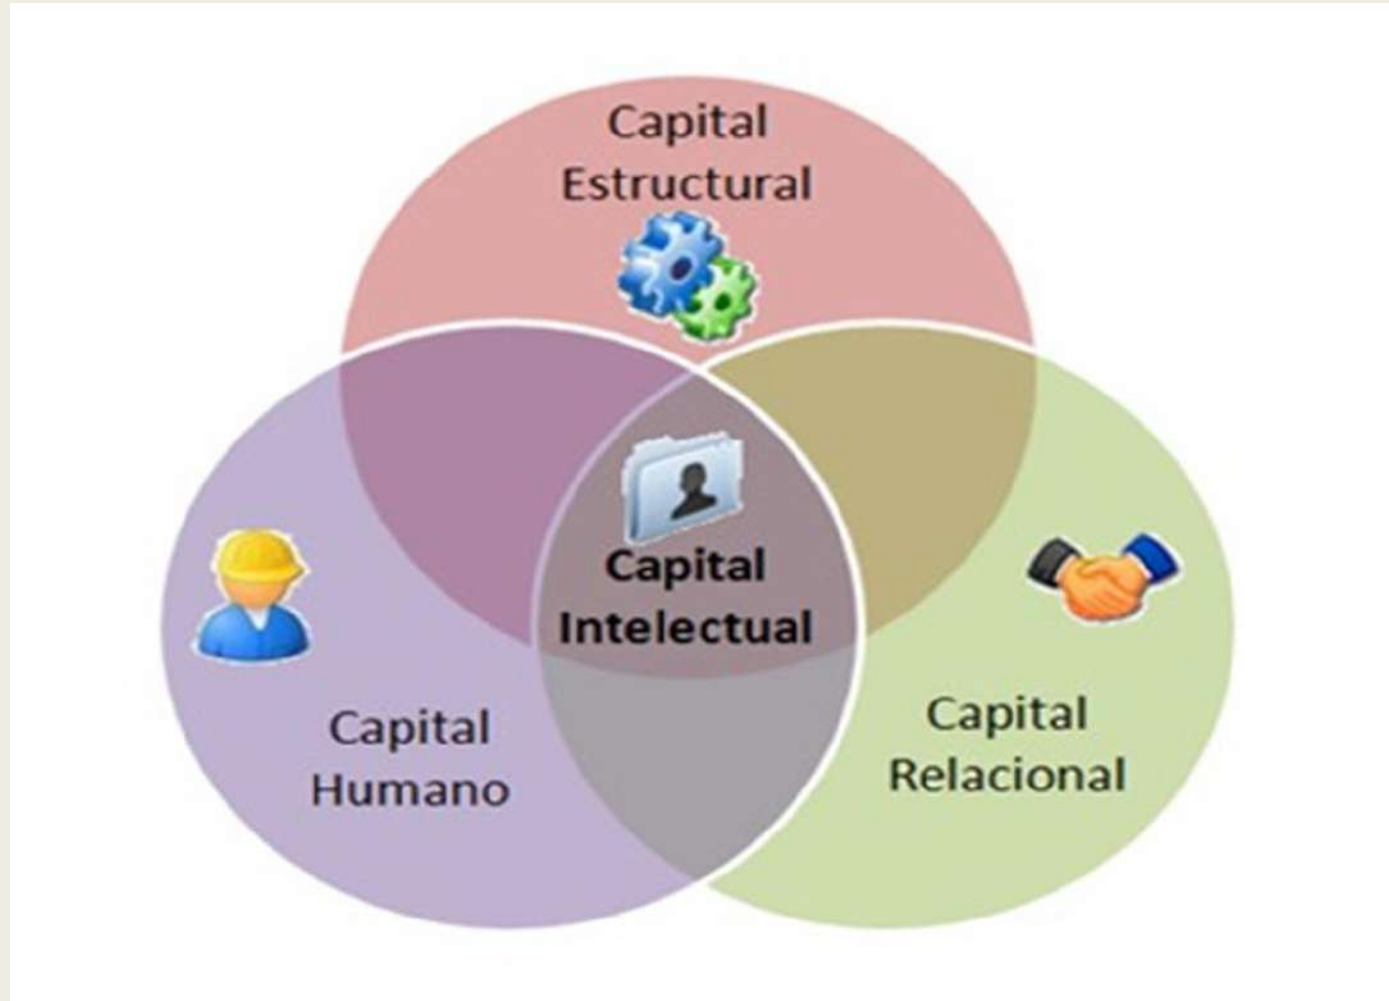 Capital
Estructural
Capital
Intelectual
Capital
Humano
Capital
Relacional